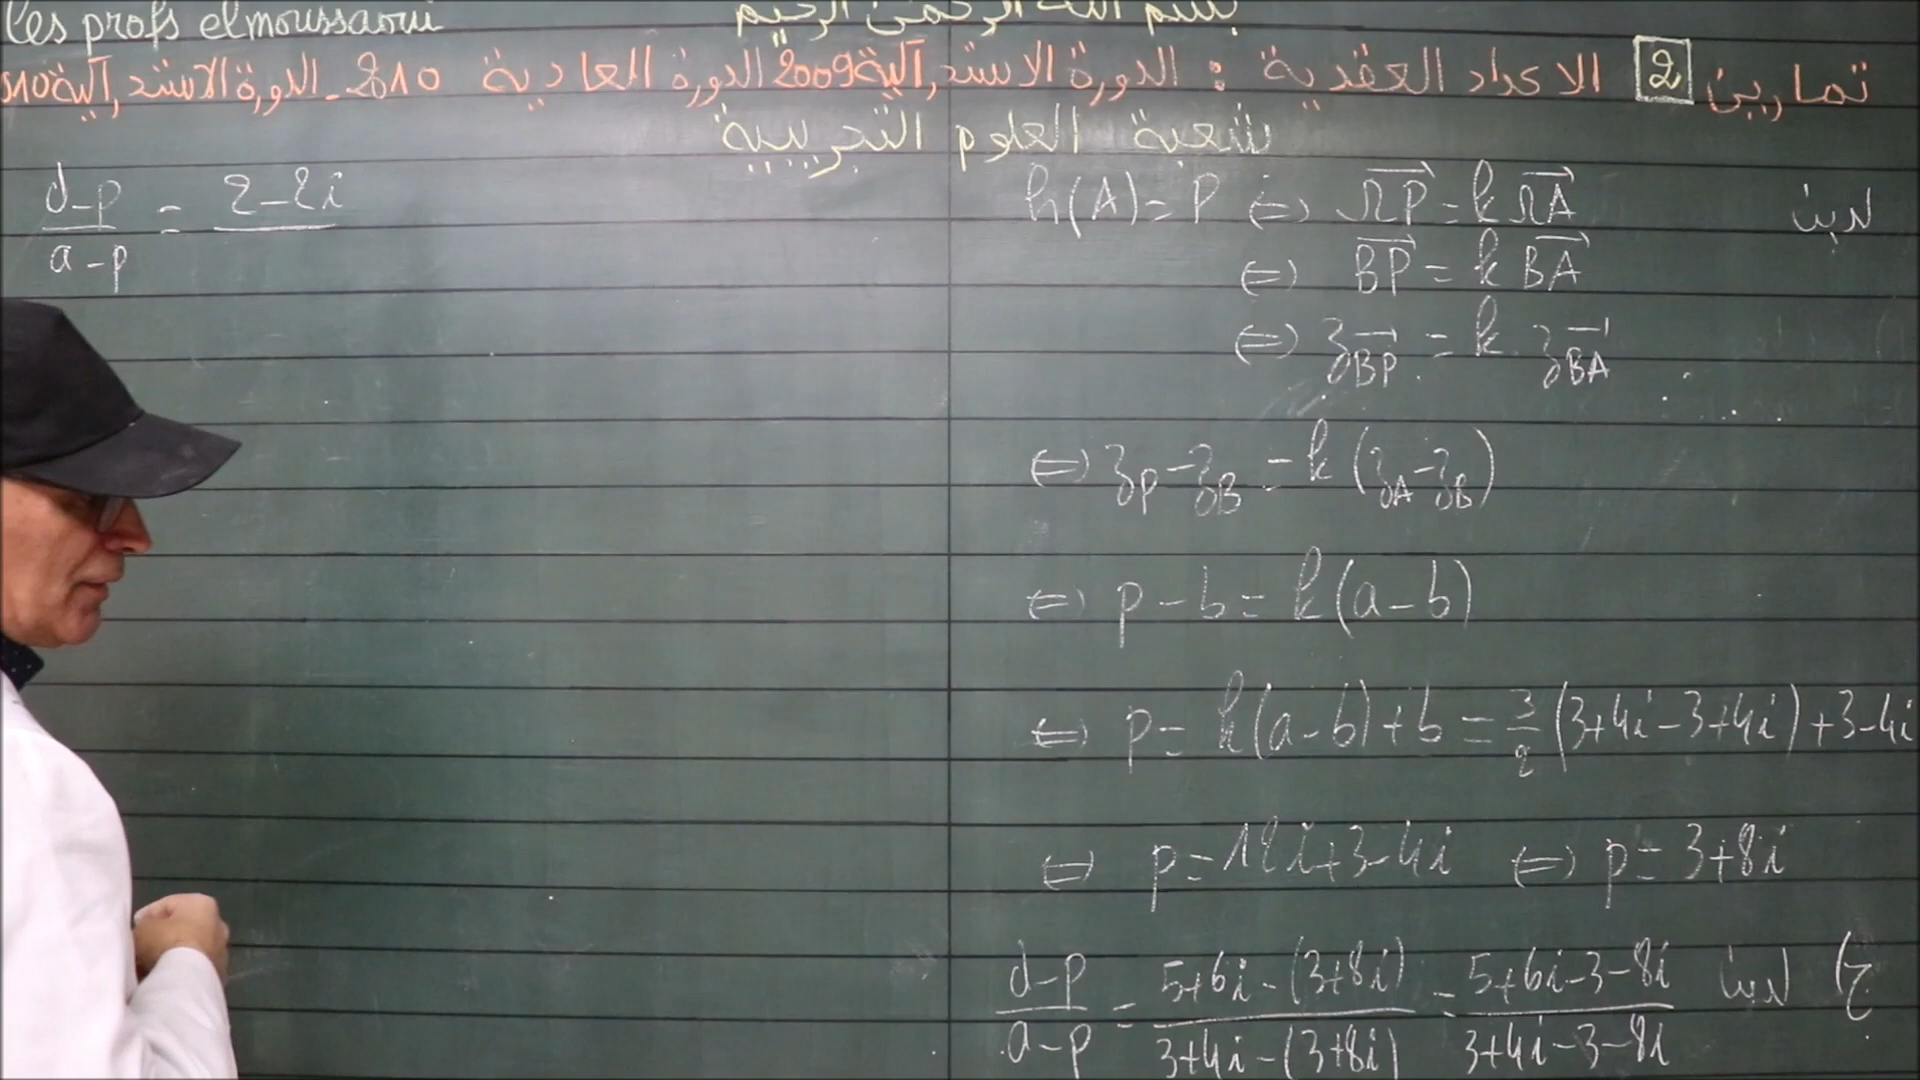 les profs elmoussaoui
بسم الله الرحمن الرحيم
تمارين 2 الاعداد العقدية : الدورة الاستدراكية 2009 الدورة العادية 2010 - الدورة الاستدراكية 010
شعبة العلوم التجريبية
لدينا h(A)=P ⇔ ΩP⃗ = k ΩA⃗
⇔ BP⃗ = k BA⃗
⇔ z_BP⃗ = k z_BA⃗
⇔ z_P - z_B = k (z_A - z_B)
⇔ p - b = k(a - b)
⇔ p = k(a-b)+b = 3/2 (3+4i-3+4i)+3-4i
⇔ p = 12i+3-4i ⇔ p = 3+8i
ج) لدينا (d-p)/(a-p) = (5+6i-(3+8i))/(3+4i-(3+8i)) = (5+6i-3-8i)/(3+4i-3-8i)
(d-p)/(a-p) = 2-2i